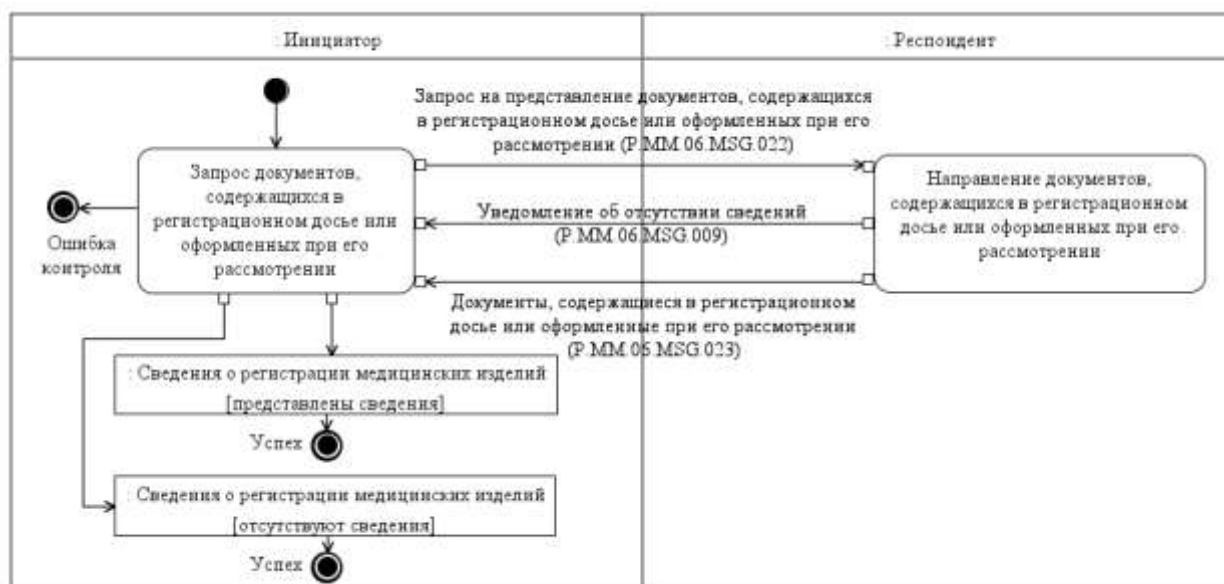 : Инициатор
: Респондент
Запрос на представление документов, содержащихся
в регистрационном досье или оформленных при его
рассмотрении (P.MM.06.MSG.022)
Запрос документов,
содержащихся в
регистрационном досье или
оформленных при его
рассмотрении
Направление документов,
содержащихся в регистрационном
досье или оформленных при его
рассмотрении
Уведомление об отсутствии сведений
(P.MM.06.MSG.009)
Ошибка
контроля
Документы, содержащиеся в регистрационном
досье или оформленные при его рассмотрении
(P.MM.06.MSG.023)
: Сведения о регистрации медицинских изделий
[представлены сведения]
Успех
: Сведения о регистрации медицинских изделий
[отсутствуют сведения]
Успех